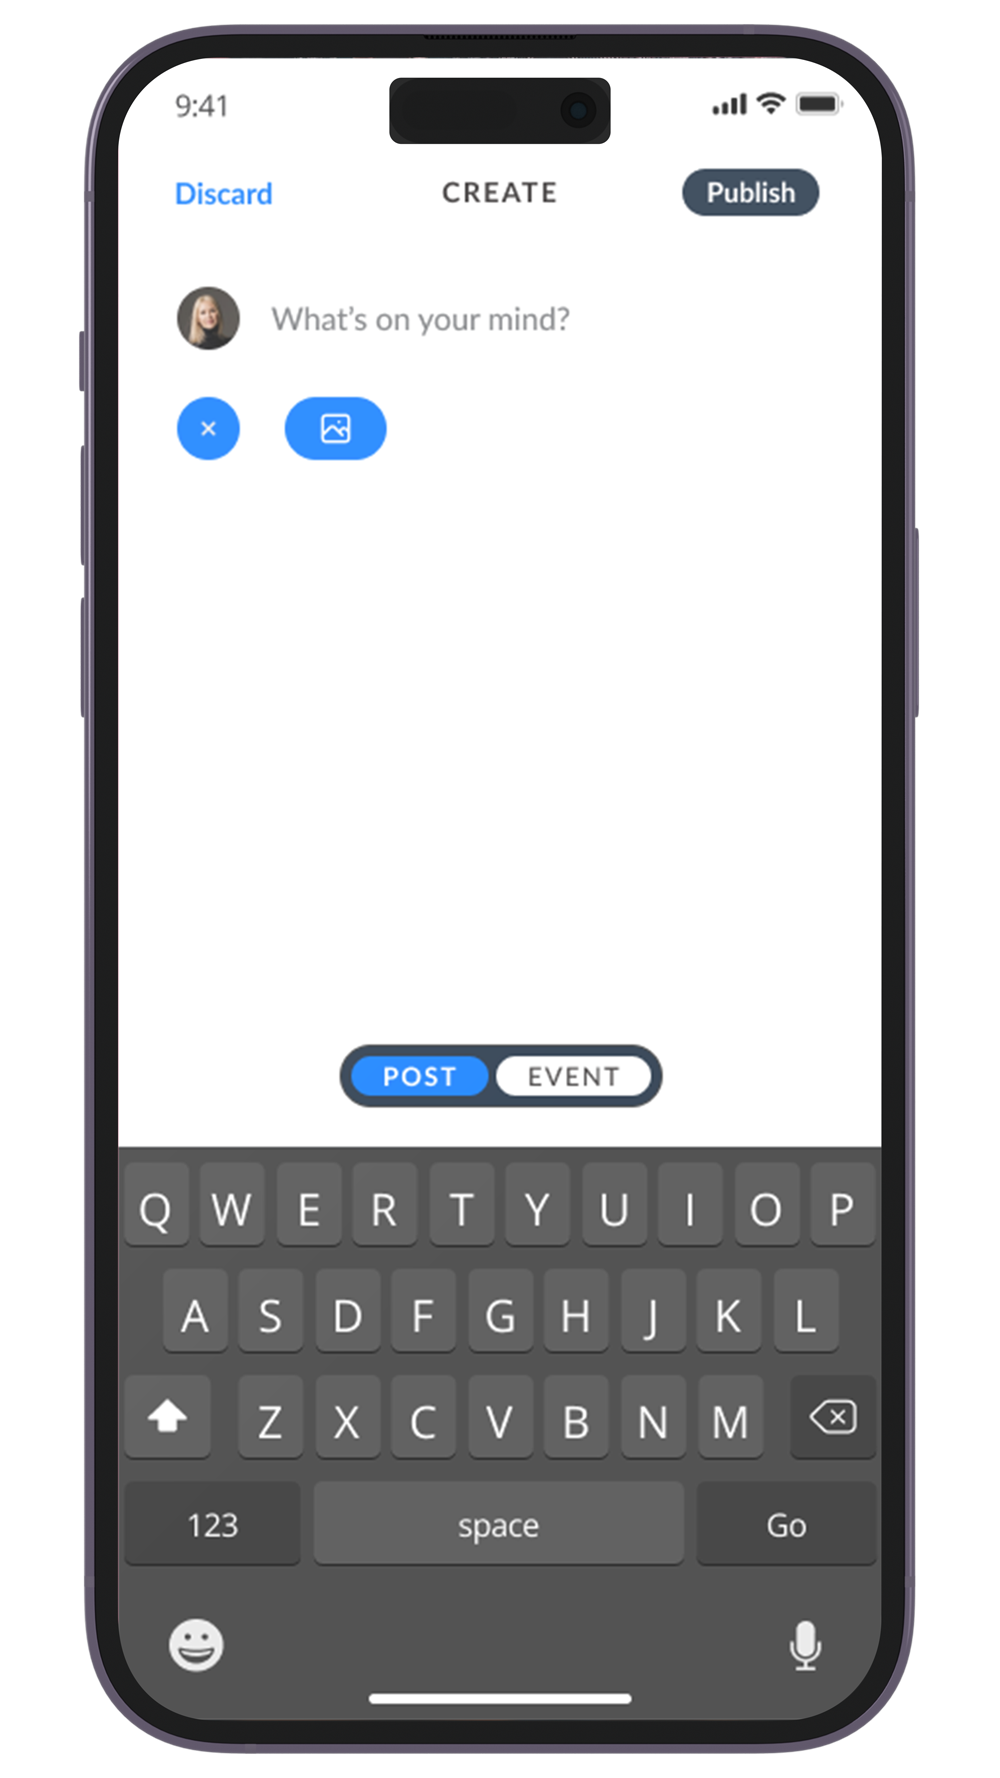 9:41
Discard CREATE Publish
What's on your mind?
POST EVENT
Q W E R T Y U I O P
A S D F G H J K L
Z X C V B N M
123 space Go